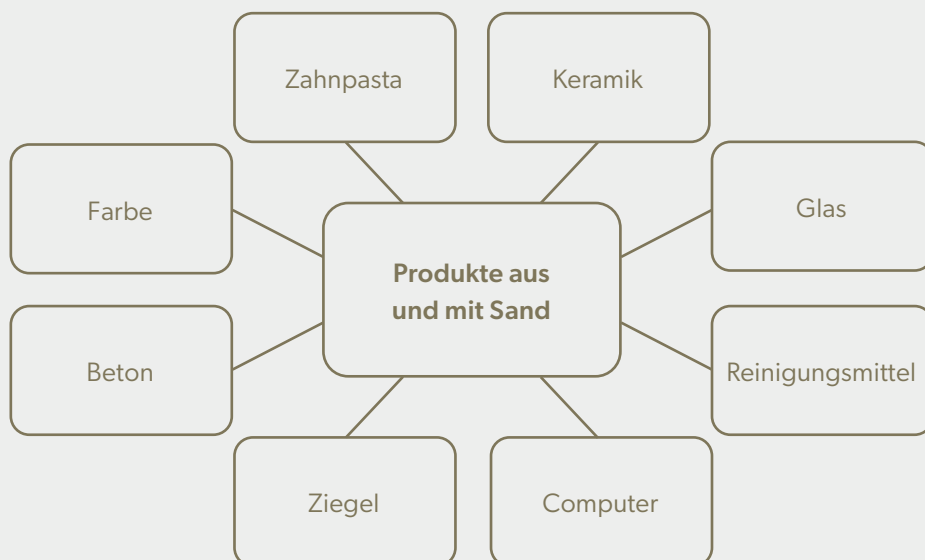 Zahnpasta
Keramik
Farbe
Glas
Produkte aus
und mit Sand
Beton
Reinigungsmittel
Ziegel
Computer